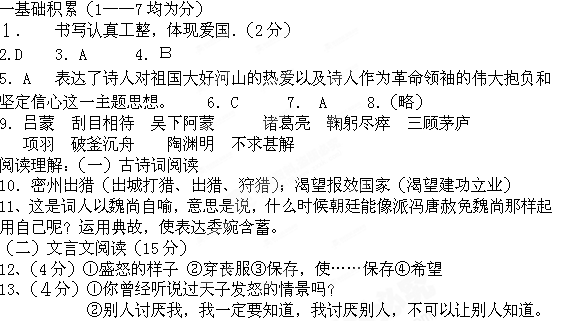 一基础积累（1——7 均为分）
1． 书写认真工整，体现爱国．（2分）
2.D 3．A 4．B
5．A 表达了诗人对祖国大好河山的热爱以及诗人作为革命领袖的伟大抱负和
坚定信心这一主题思想。 6．C 7． A 8．（略）
9．吕蒙 刮目相待 吴下阿蒙 诸葛亮 鞠躬尽瘁 三顾茅庐
项羽 破釜沉舟 陶渊明 不求甚解
阅读理解：（一）古诗词阅读
10．密州出猎（出城打猎、出猎、狩猎）；渴望报效国家（渴望建功立业）
11、这是词人以魏尚自喻，意思是说，什么时候朝廷能像派冯唐赦免魏尚那样起
用自己呢？运用典故，使表达委婉含蓄。
（二）文言文阅读（15分）
12、（4分）①盛怒的样子 ②穿丧服③保存，使……保存④希望
13、（4分）①你曾经听说过天子发怒的情景吗？
②别人讨厌我，我一定要知道，我讨厌别人，不可以让别人知道。